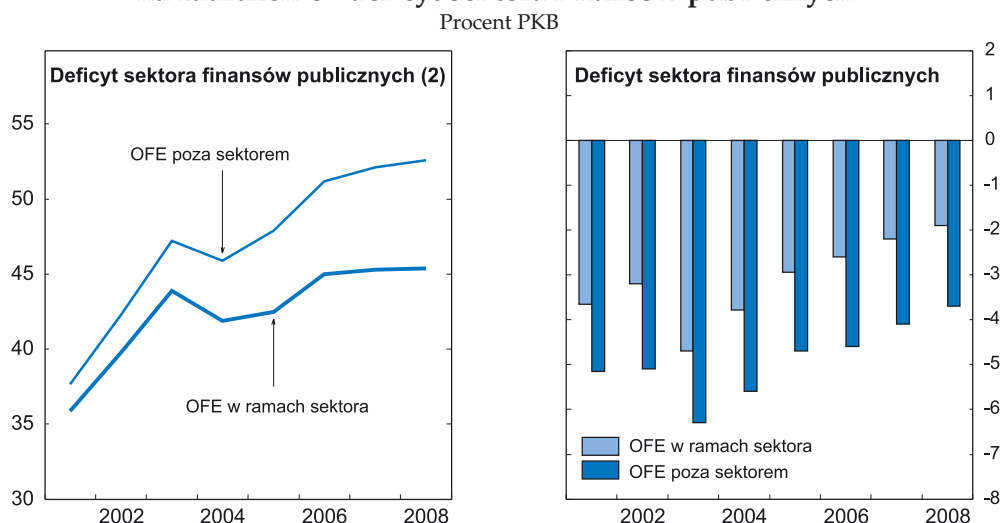 Procent PKB
Deficyt sektora finansów publicznych (2)
55
50
45
40
35
30
OFE poza sektorem
OFE w ramach sektora
2002 2004 2006 2008
Deficyt sektora finansów publicznych
2
1
0
-1
-2
-3
-4
-5
-6
-7
-8
OFE w ramach sektora
OFE poza sektorem
2002 2004 2006 2008